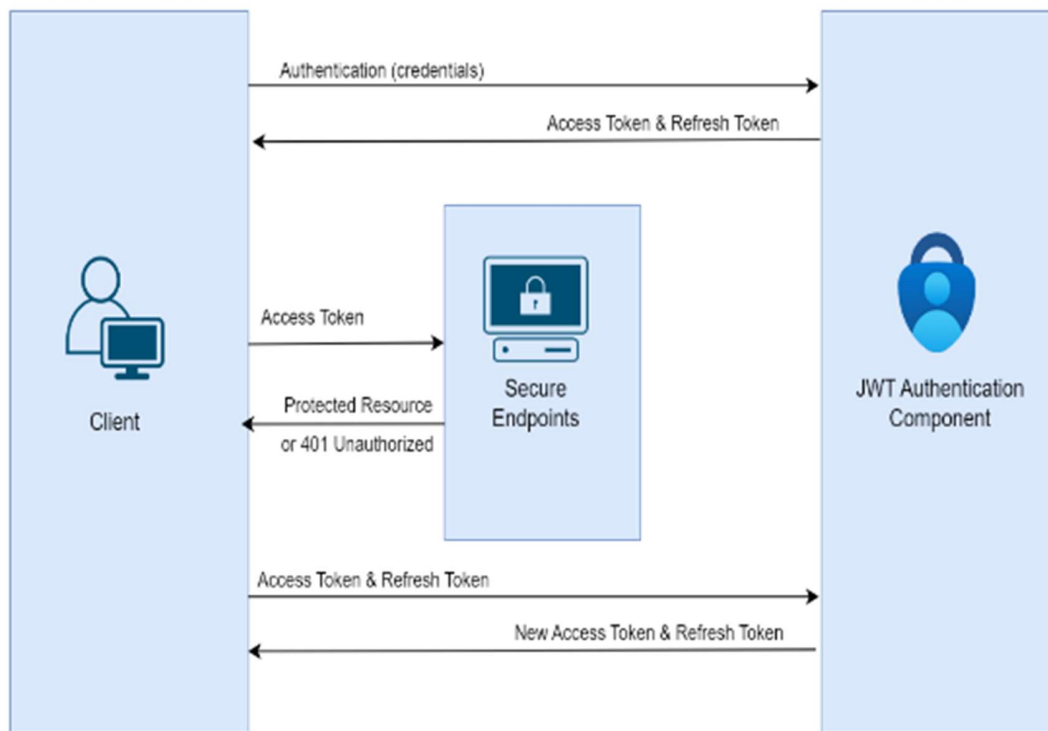 Authentication (credentials)
Access Token & Refresh Token
Access Token
Protected Resource
or 401 Unauthorized
Client
Secure
Endpoints
JWT Authentication
Component
Access Token & Refresh Token
New Access Token & Refresh Token